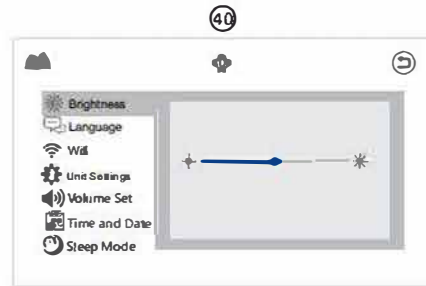 40
Brightness
Language
Wifi
Unit Settings
Volume Set
Time and Date
Sleep Mode